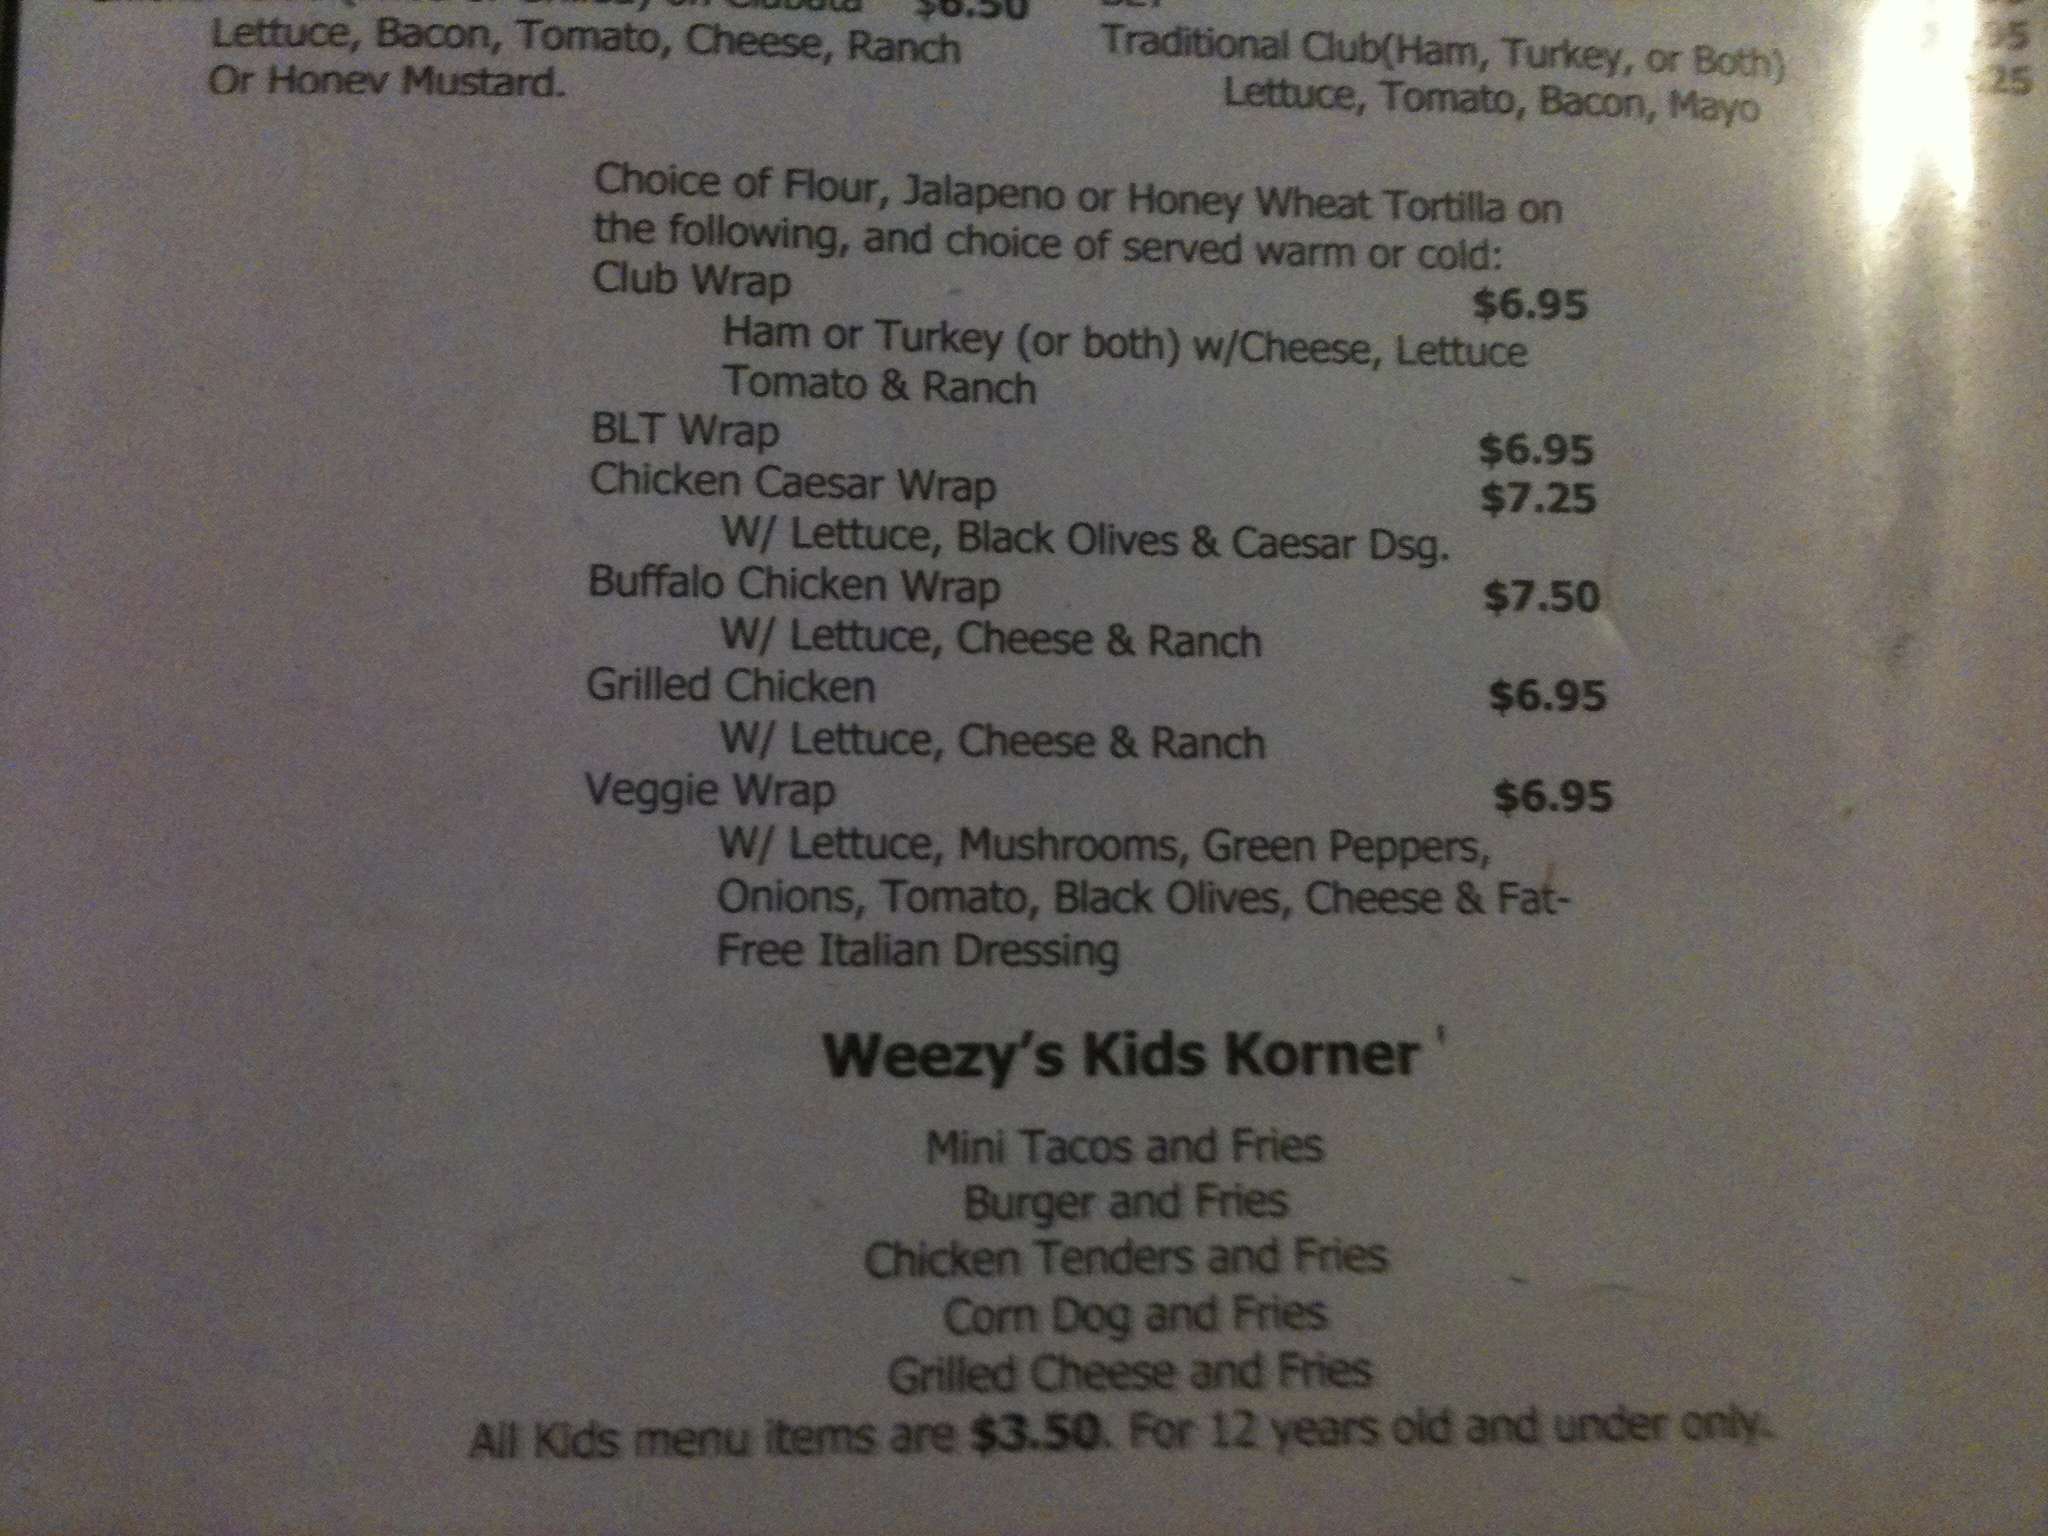 $6.50
Lettuce, Bacon, Tomato, Cheese, Ranch
Or Honey Mustard.
Traditional Club(Ham, Turkey, or Both)
Lettuce, Tomato, Bacon, Mayo
Choice of Flour, Jalapeno or Honey Wheat Tortilla on
the following, and choice of served warm or cold:
Club Wrap $6.95
Ham or Turkey (or both) w/Cheese, Lettuce
Tomato & Ranch
BLT Wrap $6.95
Chicken Caesar Wrap $7.25
W/ Lettuce, Black Olives & Caesar Dsg.
Buffalo Chicken Wrap $7.50
W/ Lettuce, Cheese & Ranch
Grilled Chicken $6.95
W/ Lettuce, Cheese & Ranch
Veggie Wrap $6.95
W/ Lettuce, Mushrooms, Green Peppers,
Onions, Tomato, Black Olives, Cheese & Fat-
Free Italian Dressing
Weezy's Kids Korner
Mini Tacos and Fries
Burger and Fries
Chicken Tenders and Fries
Corn Dog and Fries
Grilled Cheese and Fries
All Kids menu items are $3.50. For 12 years old and under only.